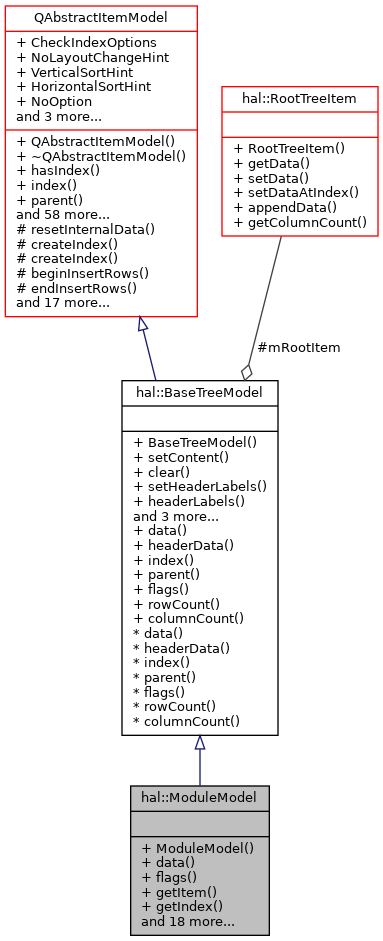 QAbstractItemModel
+ CheckIndexOptions
+ NoLayoutChangeHint
+ VerticalSortHint
+ HorizontalSortHint
+ NoOption
and 3 more...
+ QAbstractItemModel()
+ ~QAbstractItemModel()
+ hasIndex()
+ index()
+ parent()
and 58 more...
# resetInternalData()
# createIndex()
# createIndex()
# beginInsertRows()
# endInsertRows()
and 17 more...
hal::RootTreeItem
+ RootTreeItem()
+ getData()
+ setData()
+ setDataAtIndex()
+ appendData()
+ getColumnCount()
#mRootItem
hal::BaseTreeModel
+ BaseTreeModel()
+ setContent()
+ clear()
+ setHeaderLabels()
+ headerLabels()
and 3 more...
+ data()
+ headerData()
+ index()
+ parent()
+ flags()
+ rowCount()
+ columnCount()
* data()
* headerData()
* index()
* parent()
* flags()
* rowCount()
* columnCount()
hal::ModuleModel
+ ModuleModel()
+ data()
+ flags()
+ getItem()
+ getIndex()
and 18 more...